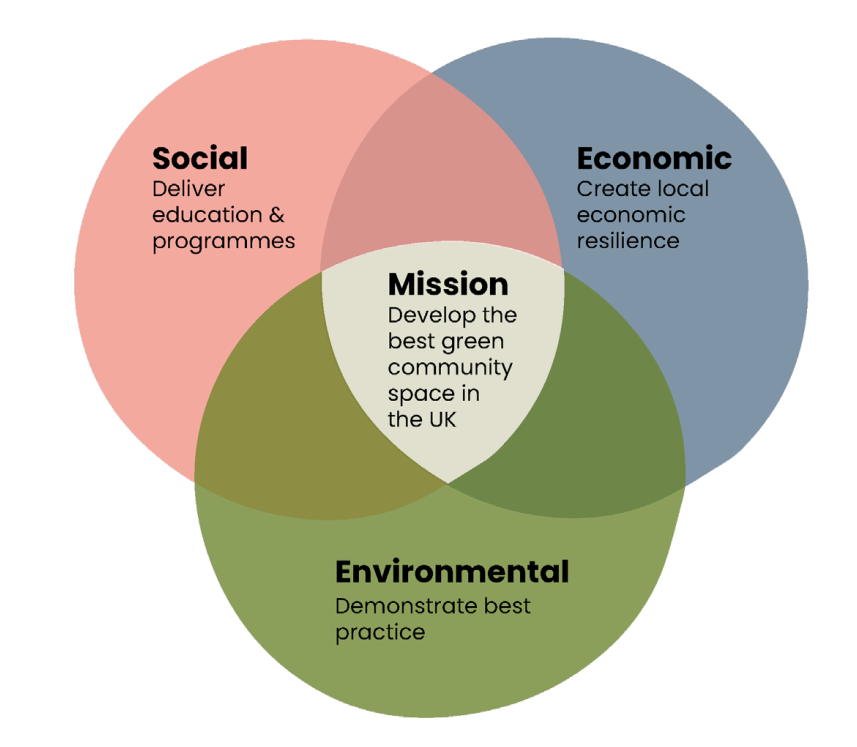 Social
Deliver
education &
programmes
Economic
Create local
economic
resilience
Mission
Develop the
best green
community
space in
the UK
Environmental
Demonstrate best
practice